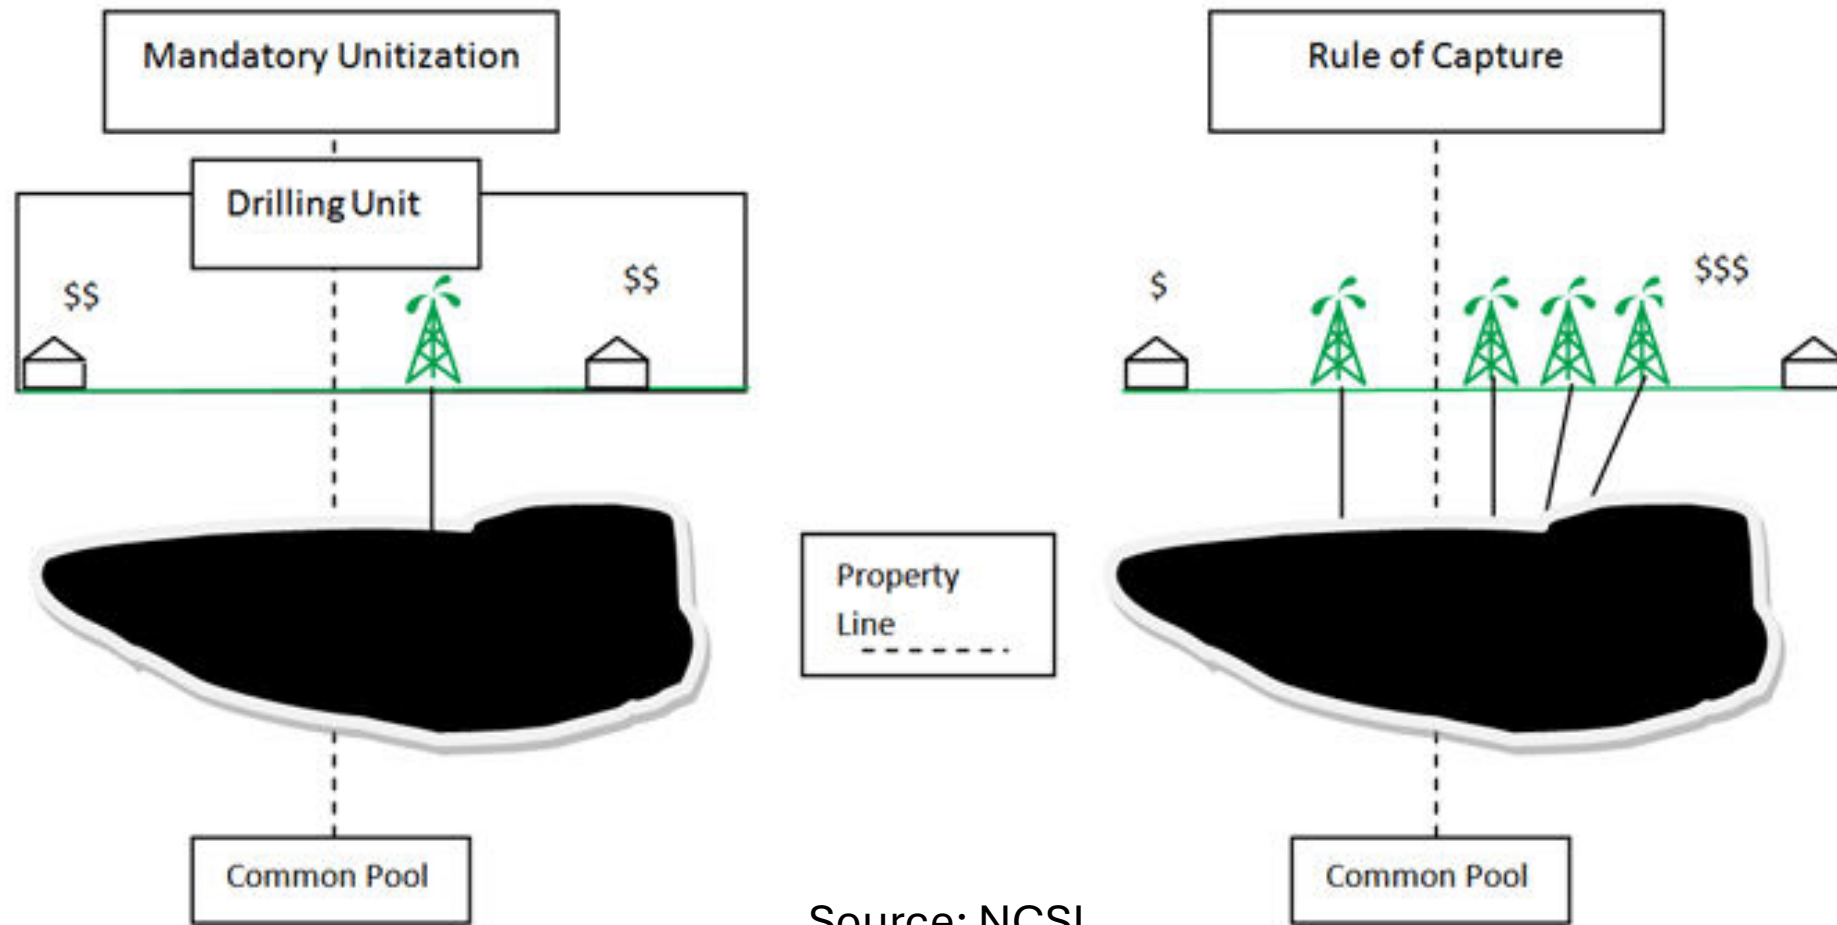 Mandatory Unitization
Rule of Capture
Drilling Unit
$$
$$
$
$$$
Property
Line
Common Pool
Common Pool
Source: NCSL